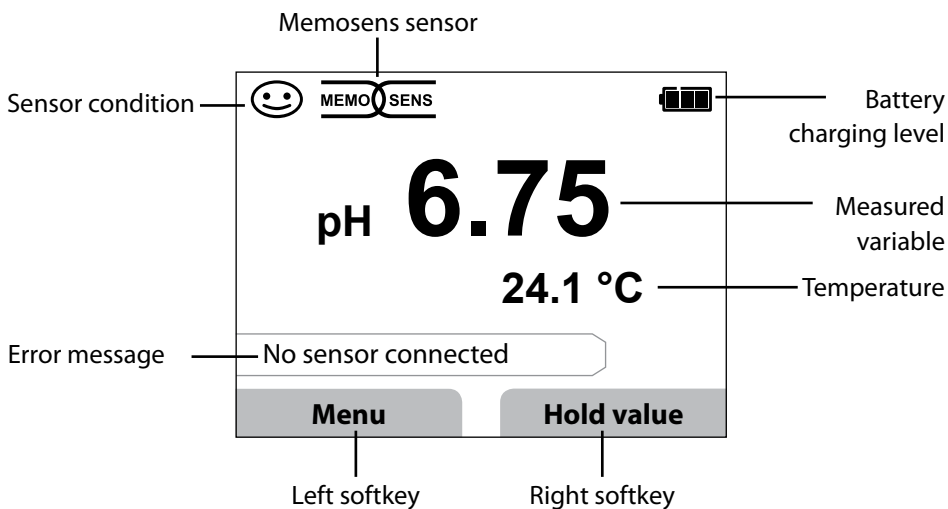 Memosens sensor
Sensor condition
MEMO SENS
Battery
charging level
pH 6.75
Measured
variable
24.1 °C
Temperature
Error message
No sensor connected
Menu
Hold value
Left softkey
Right softkey